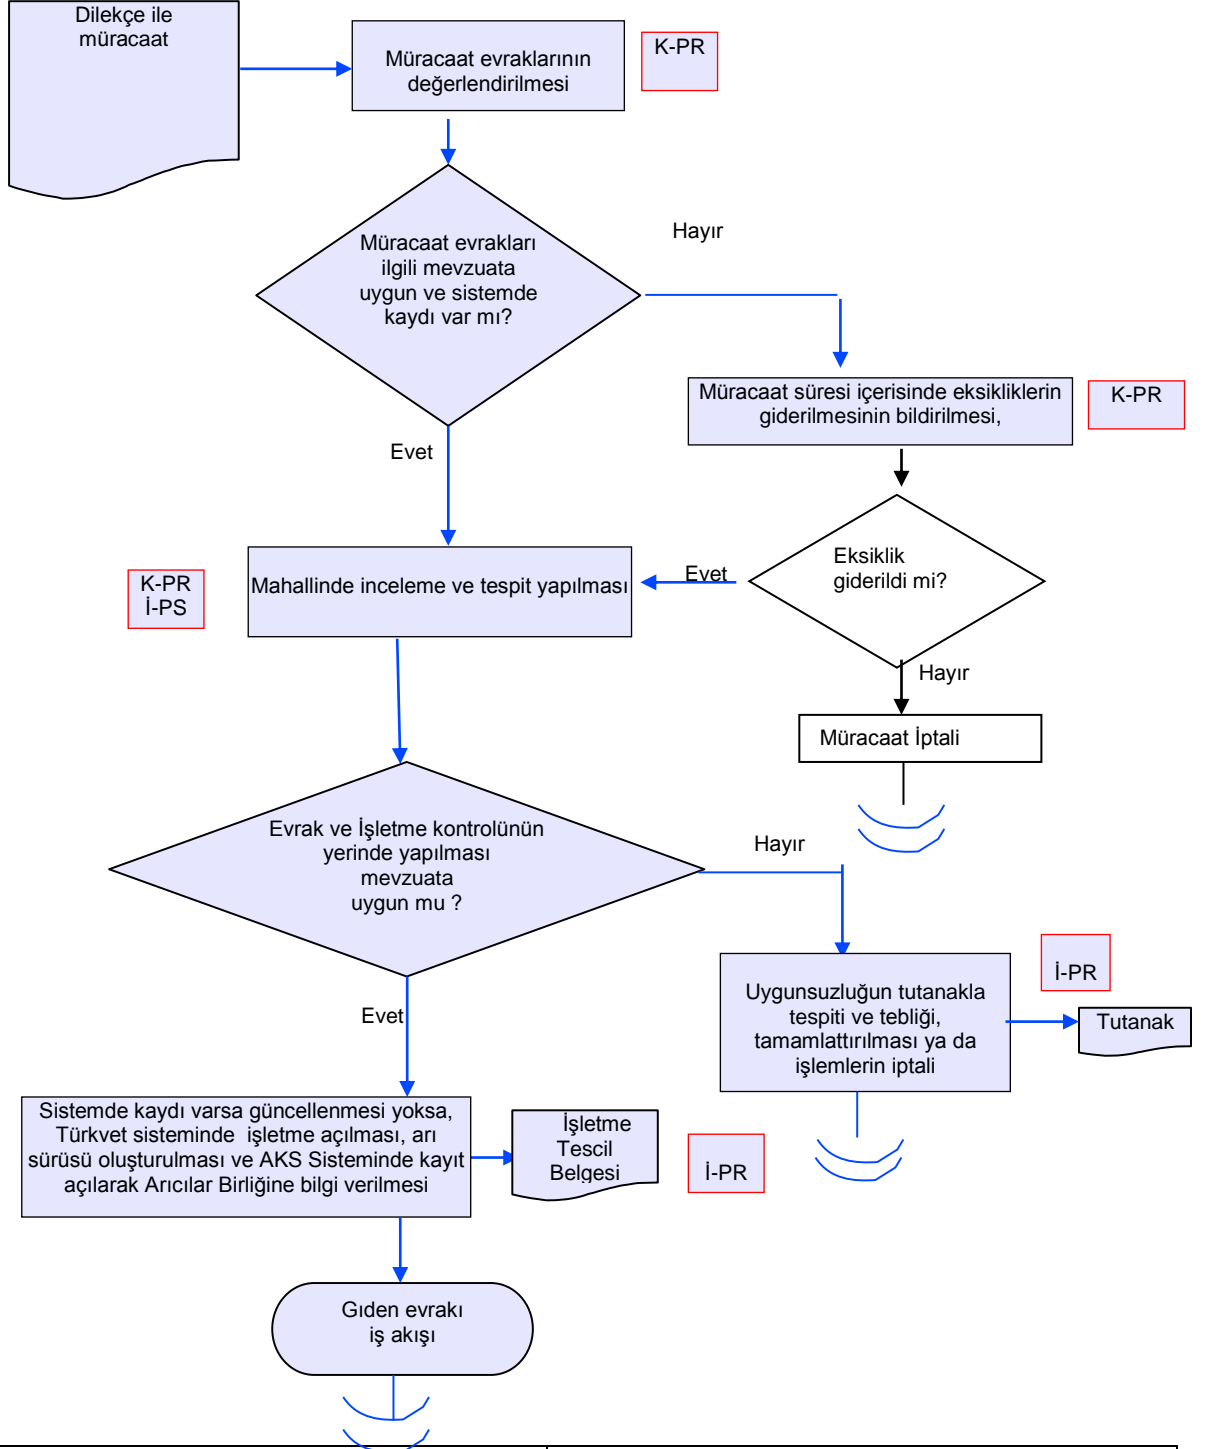 Dilekçe ile
müracaat
Müracaat evraklarının
değerlendirilmesi
K-PR
Müracaat evrakları
ilgili mevzuata
uygun ve sistemde
kaydı var mı?
Hayır
Müracaat süresi içerisinde eksikliklerin
giderilmesinin bildirilmesi,
K-PR
Evet
Eksiklik
giderildi mi?
Evet
Mahallinde inceleme ve tespit yapılması
K-PR
İ-PS
Hayır
Müracaat İptali
Evrak ve İşletme kontrolünün
yerinde yapılması
mevzuata
uygun mu ?
Hayır
Uygunsuzluğun tutanakla
tespiti ve tebliği,
tamamlattırılması ya da
işlemlerin iptali
İ-PR
Tutanak
Evet
Sistemde kaydı varsa güncellenmesi yoksa,
Türkvet sisteminde işletme açılması, arı
sürüsü oluşturulması ve AKS Sisteminde kayıt
açılarak Arıcılar Birliğine bilgi verilmesi
İşletme
Tescil
Belgesi
İ-PR
Gıden evrakı
iş akışı